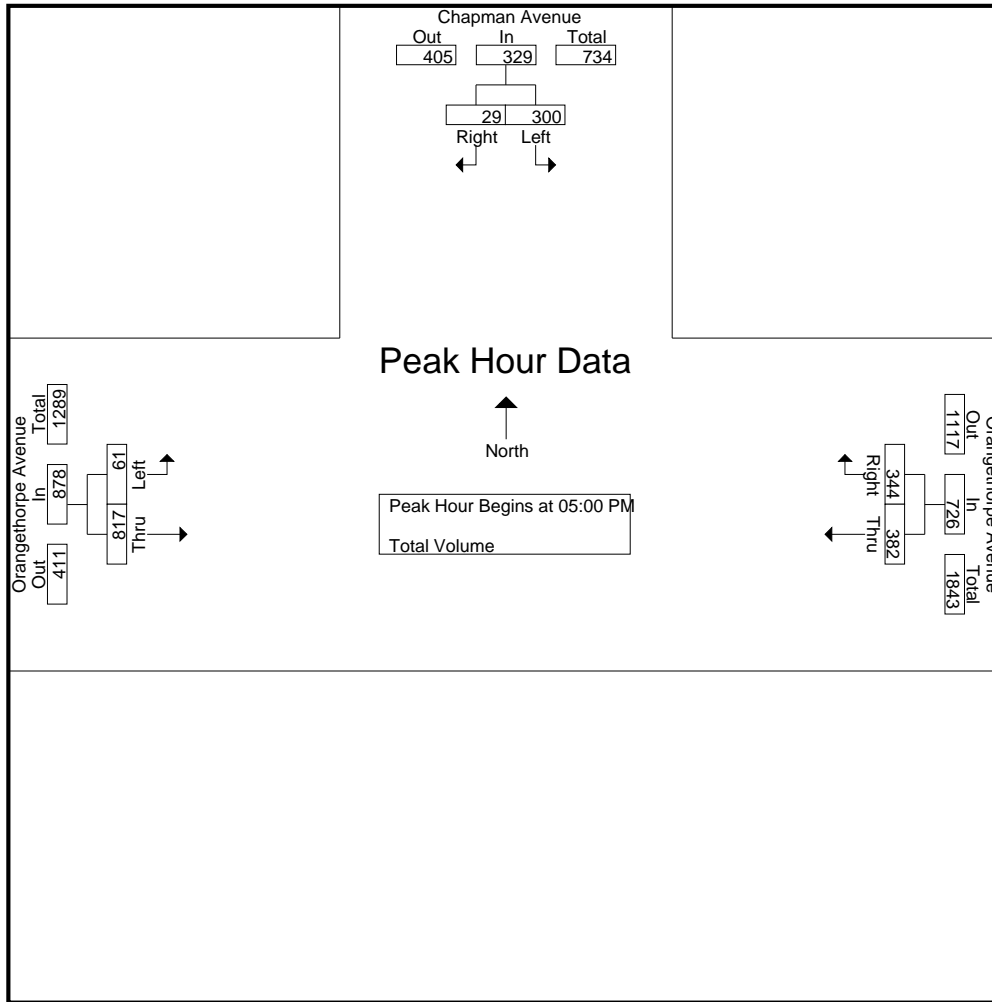 Chapman Avenue
Out In Total
405 329 734
29 300
Right Left
Peak Hour Data
North
Peak Hour Begins at 05:00 PM
Total Volume
Orangethorpe Avenue
Out In Total
411 878 1289
Left Thru
61 817
Orangethorpe Avenue
Out In Total
1117 726 1843
Right Thru
344 382